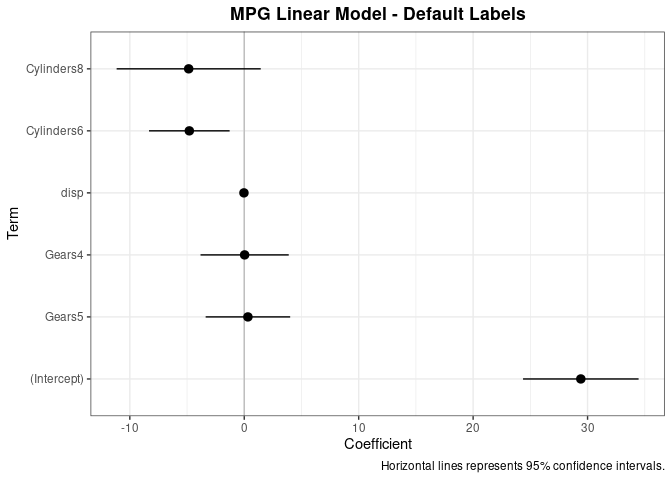 MPG Linear Model - Default Labels
Cylinders8
Cylinders6
disp
Gears4
Gears5
(Intercept)
Term
-10 0 10 20 30
Coefficient
Horizontal lines represents 95% confidence intervals.